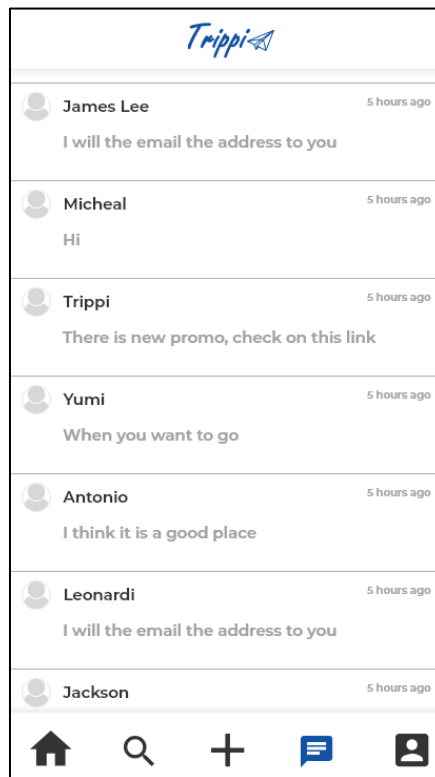 Trippi
James Lee 5 hours ago
I will the email the address to you
Micheal 5 hours ago
Hi
Trippi 5 hours ago
There is new promo, check on this link
Yumi 5 hours ago
When you want to go
Antonio 5 hours ago
I think it is a good place
Leonardi 5 hours ago
I will the email the address to you
Jackson 5 hours ago